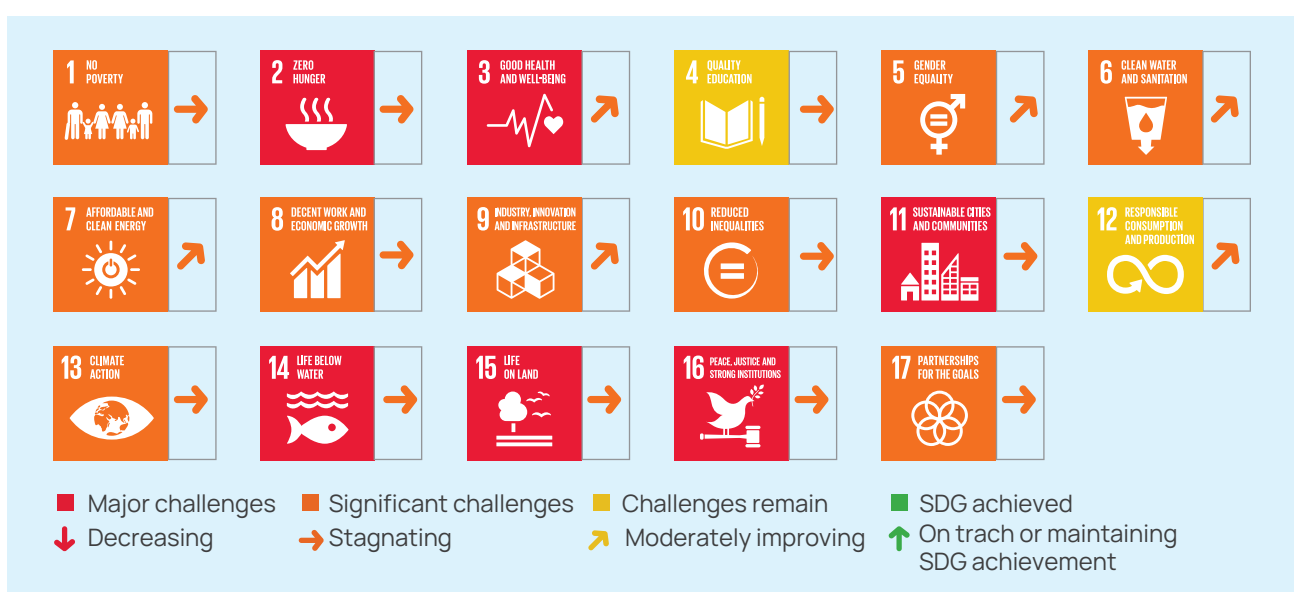 1 NO
POVERTY
2 ZERO
HUNGER
3 GOOD HEALTH
AND WELL-BEING
4 QUALITY
EDUCATION
5 GENDER
EQUALITY
6 CLEAN WATER
AND SANITATION
7 AFFORDABLE AND
CLEAN ENERGY
8 DECENT WORK AND
ECONOMIC GROWTH
9 INDUSTRY, INNOVATION
AND INFRASTRUCTURE
10 REDUCED
INEQUALITIES
11 SUSTAINABLE CITIES
AND COMMUNITIES
12 RESPONSIBLE
CONSUMPTION
AND PRODUCTION
13 CLIMATE
ACTION
14 LIFE BELOW
WATER
15 LIFE
ON LAND
16 PEACE, JUSTICE AND
STRONG INSTITUTIONS
17 PARTNERSHIPS
FOR THE GOALS
Major challenges
Significant challenges
Challenges remain
SDG achieved
Decreasing
Stagnating
Moderately improving
On trach or maintaining
SDG achievement